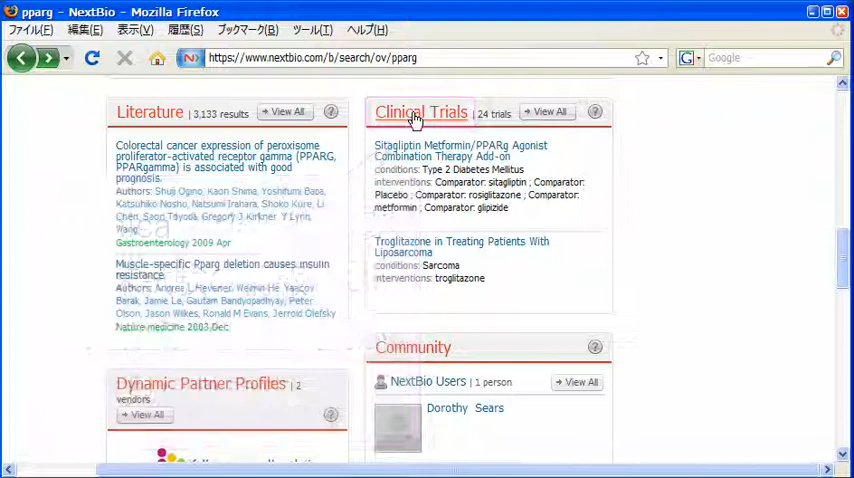 pparg - NextBio - Mozilla Firefox
ファイル(F) 編集(E) 表示(V) 履歴(S) ブックマーク(B) ツール(T) ヘルプ(H)
https://www.nextbio.com/b/search/ov/pparg
Google
Literature | 3,133 results
View All
Colorectal cancer expression of peroxisome
proliferator-activated receptor gamma (PPARG,
PPARgamma) is associated with good
prognosis.
Authors: Shuji Ogino, Kaori Shima, Yoshifumi Baba,
Katsuhiko Nosho, Natsumi Irahara, Shoko Kure, Li
Chen, Saori Toyoda, Gregory J Kirkner, Y Lynn,
Wang
Gastroenterology 2009 Apr
Muscle-specific Pparg deletion causes insulin
resistance.
Authors: Andrea L Hevener, Weimin He, Yaacov
Barak, Jamie Le, Gautam Bandyopadhyay, Peter
Olson, Jason Wilkes, Ronald M Evans, Jerrold Olefsky
Nature medicine 2003 Dec
Dynamic Partner Profiles | 2
vendors
View All
Clinical Trials | 24 trials
View All
Sitagliptin Metformin/PPARg Agonist
Combination Therapy Add-on
conditions: Type 2 Diabetes Mellitus
interventions: Comparator: sitagliptin ; Comparator:
Placebo ; Comparator: rosiglitazone ; Comparator:
metformin ; Comparator: glipizide
Troglitazone in Treating Patients With
Liposarcoma
conditions: Sarcoma
interventions: troglitazone
Community
NextBio Users | 1 person
View All
Dorothy Sears